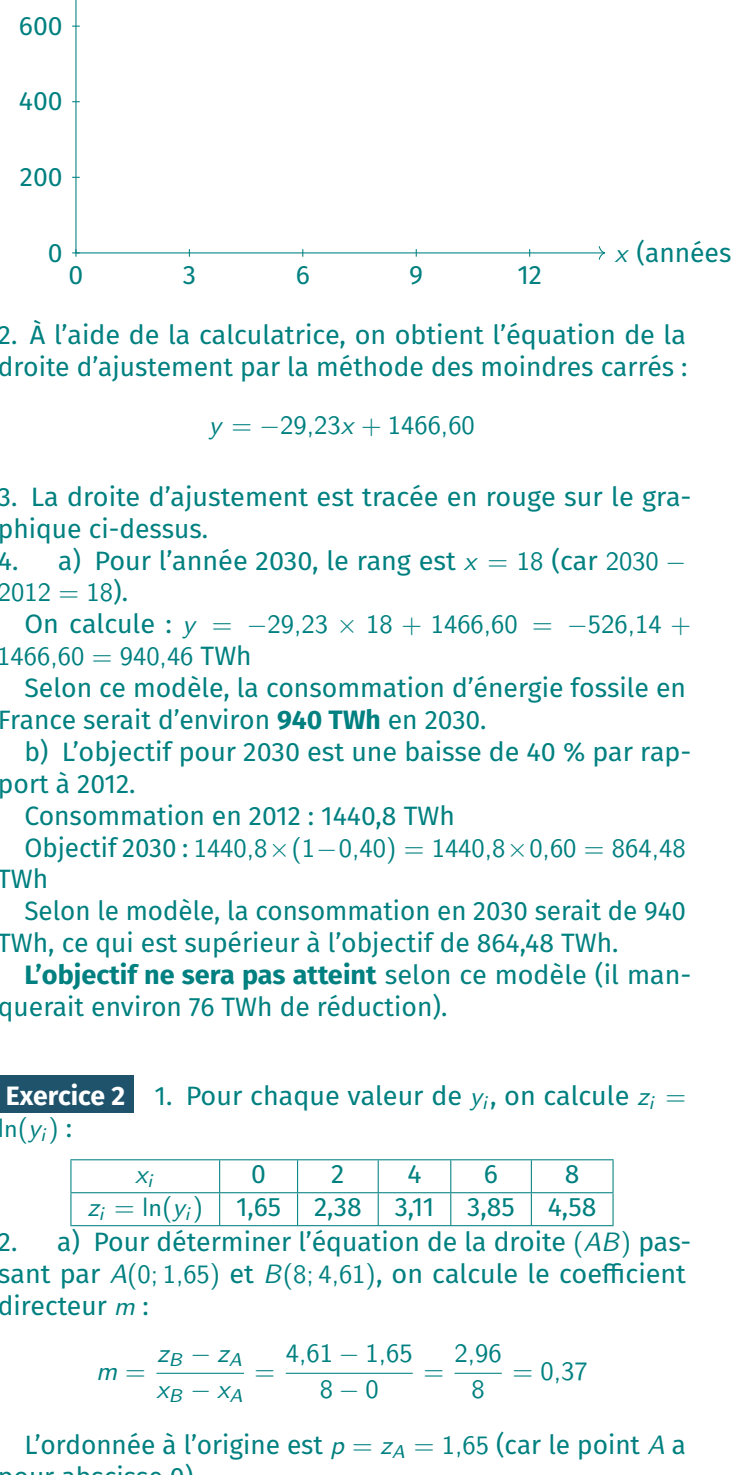 600
400
200
0
0 3 6 9 12 x (années
2. À l'aide de la calculatrice, on obtient l'équation de la
droite d'ajustement par la méthode des moindres carrés :
y = −29,23x + 1466,60
3. La droite d'ajustement est tracée en rouge sur le gra-
phique ci-dessus.
4. a) Pour l'année 2030, le rang est x = 18 (car 2030 −
2012 = 18).
On calcule : y = −29,23 × 18 + 1466,60 = −526,14 +
1466,60 = 940,46 TWh
Selon ce modèle, la consommation d'énergie fossile en
France serait d'environ 940 TWh en 2030.
b) L'objectif pour 2030 est une baisse de 40 % par rap-
port à 2012.
Consommation en 2012 : 1440,8 TWh
Objectif 2030 : 1440,8×(1−0,40) = 1440,8×0,60 = 864,48
TWh
Selon le modèle, la consommation en 2030 serait de 940
TWh, ce qui est supérieur à l'objectif de 864,48 TWh.
L'objectif ne sera pas atteint selon ce modèle (il man-
querait environ 76 TWh de réduction).
Exercice 2 1. Pour chaque valeur de yᵢ, on calcule zᵢ =
ln(yᵢ) :
xᵢ 0 2 4 6 8
zᵢ = ln(yᵢ) 1,65 2,38 3,11 3,85 4,58
2. a) Pour déterminer l'équation de la droite (AB) pas-
sant par A(0; 1,65) et B(8; 4,61), on calcule le coefficient
directeur m :
m = (z_B − z_A)/(x_B − x_A) = (4,61 − 1,65)/(8 − 0) = 2,96/8 = 0,37
L'ordonnée à l'origine est p = z_A = 1,65 (car le point A a
pour abscisse 0)